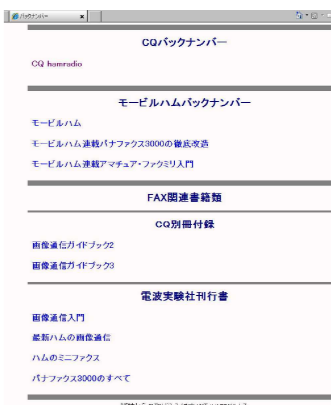 バックナンバー
CQバックナンバー
CQ hamradio
モービルハムバックナンバー
モービルハム
モービルハム連載パナファクス3000の徹底改造
モービルハム連載アマチュア・ファクミリ入門
FAX関連書籍類
CQ別冊付録
画像通信ガイドブック2
画像通信ガイドブック3
電波実験社刊行書
画像通信入門
最新ハムの画像通信
ハムのミニファクス
パナファクス3000のすべて